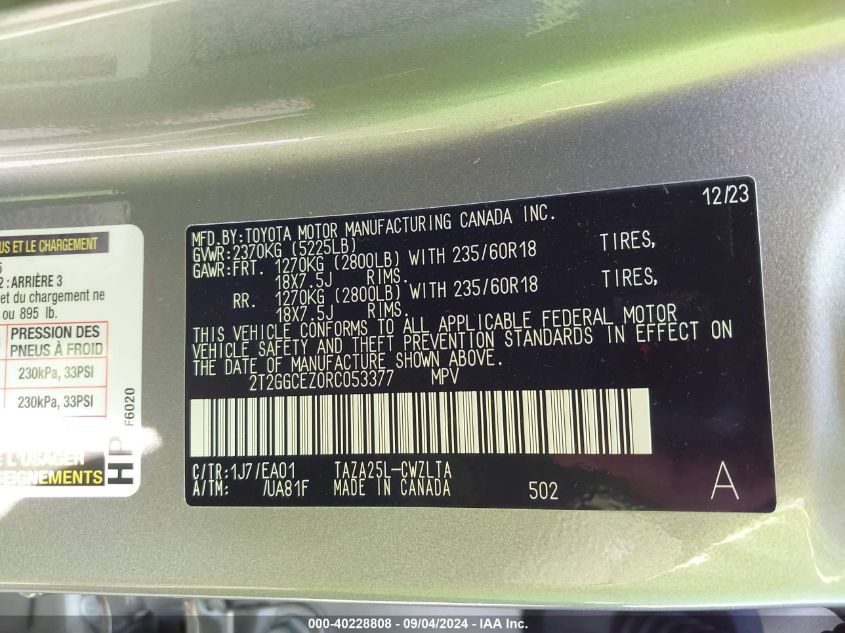 US ET LE CHARGEMENT
2 : ARRIÈRE 3
et du chargement ne
ou 895 lb.
PRESSION DES
PNEUS À FROID
230kPa, 33PSI
230kPa, 33PSI
F6020
HP
L'USAGER
SEIGNEMENTS
12/23
MFD.BY:TOYOTA MOTOR MANUFACTURING CANADA INC.
GVWR:2370KG (5225LB)
GAWR:FRT. 1270KG (2800LB) WITH 235/60R18 TIRES,
18X7.5J RIMS.
RR. 1270KG (2800LB) WITH 235/60R18 TIRES,
18X7.5J RIMS.
THIS VEHICLE CONFORMS TO ALL APPLICABLE FEDERAL MOTOR
VEHICLE SAFETY AND THEFT PREVENTION STANDARDS IN EFFECT ON
THE DATE OF MANUFACTURE SHOWN ABOVE.
2T2GGCEZ0RC053377 MPV
C/TR:1J7/EA01 TAZA25L-CWZLTA
A/TM: /UA81F MADE IN CANADA 502 A
000-40228808 - 09/04/2024 - IAA Inc.